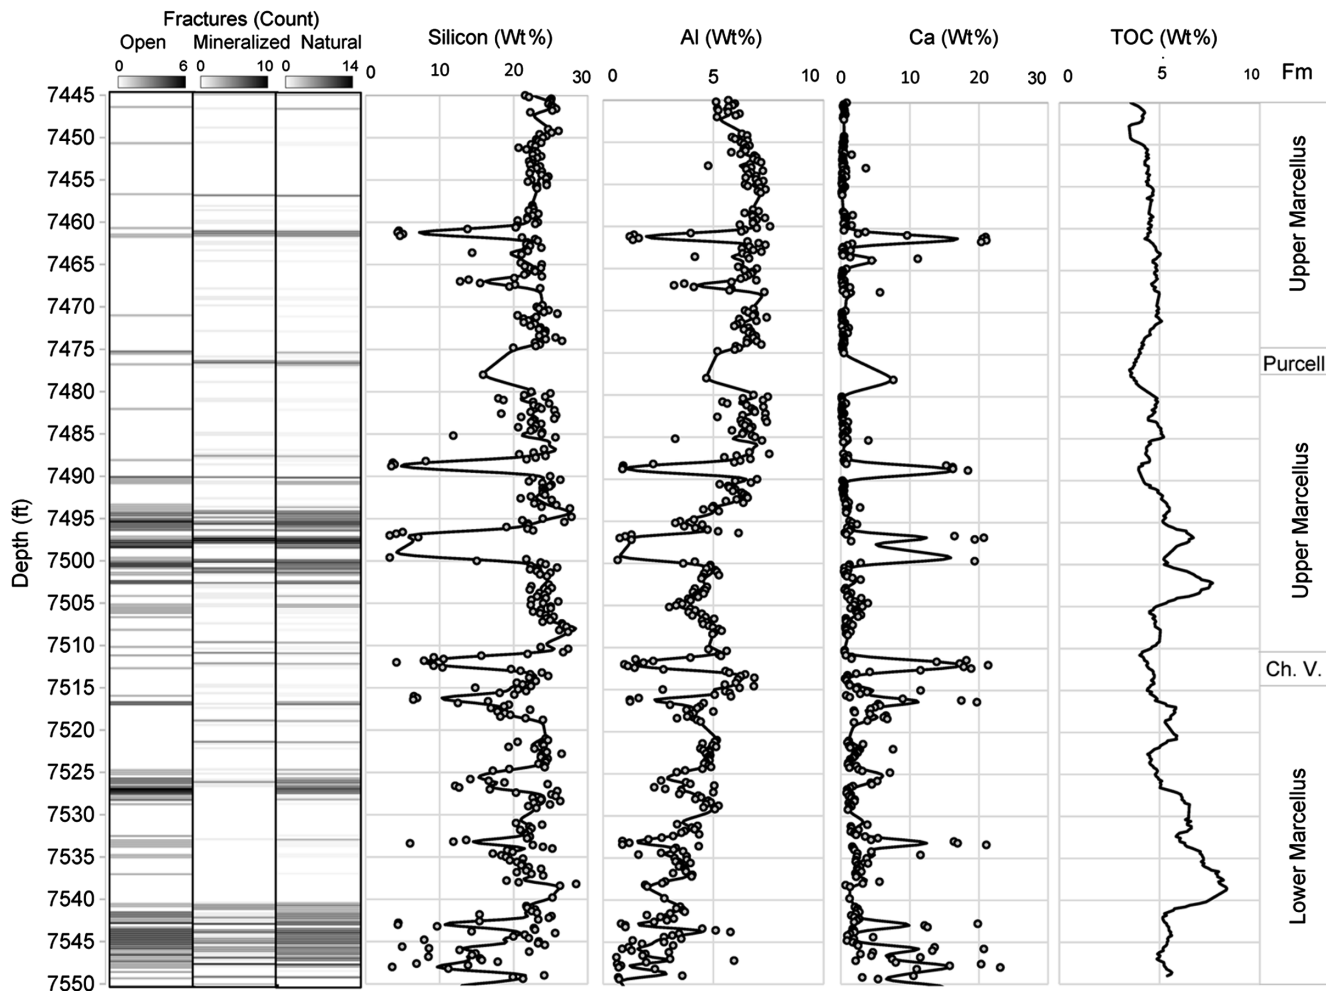 Fractures (Count)
Open Mineralized Natural
Silicon (Wt%) Al (Wt%) Ca (Wt%) TOC (Wt%)
0 6 0 10 0 14
0 10 20 30 0 5 10 0 10 20 30 0 5 10 Fm
7445
7450
7455
7460
7465
7470
7475
7480
7485
7490
7495
7500
7505
7510
7515
7520
7525
7530
7535
7540
7545
7550
Depth (ft)
Upper Marcellus
Purcell
Upper Marcellus
Ch. V.
Lower Marcellus